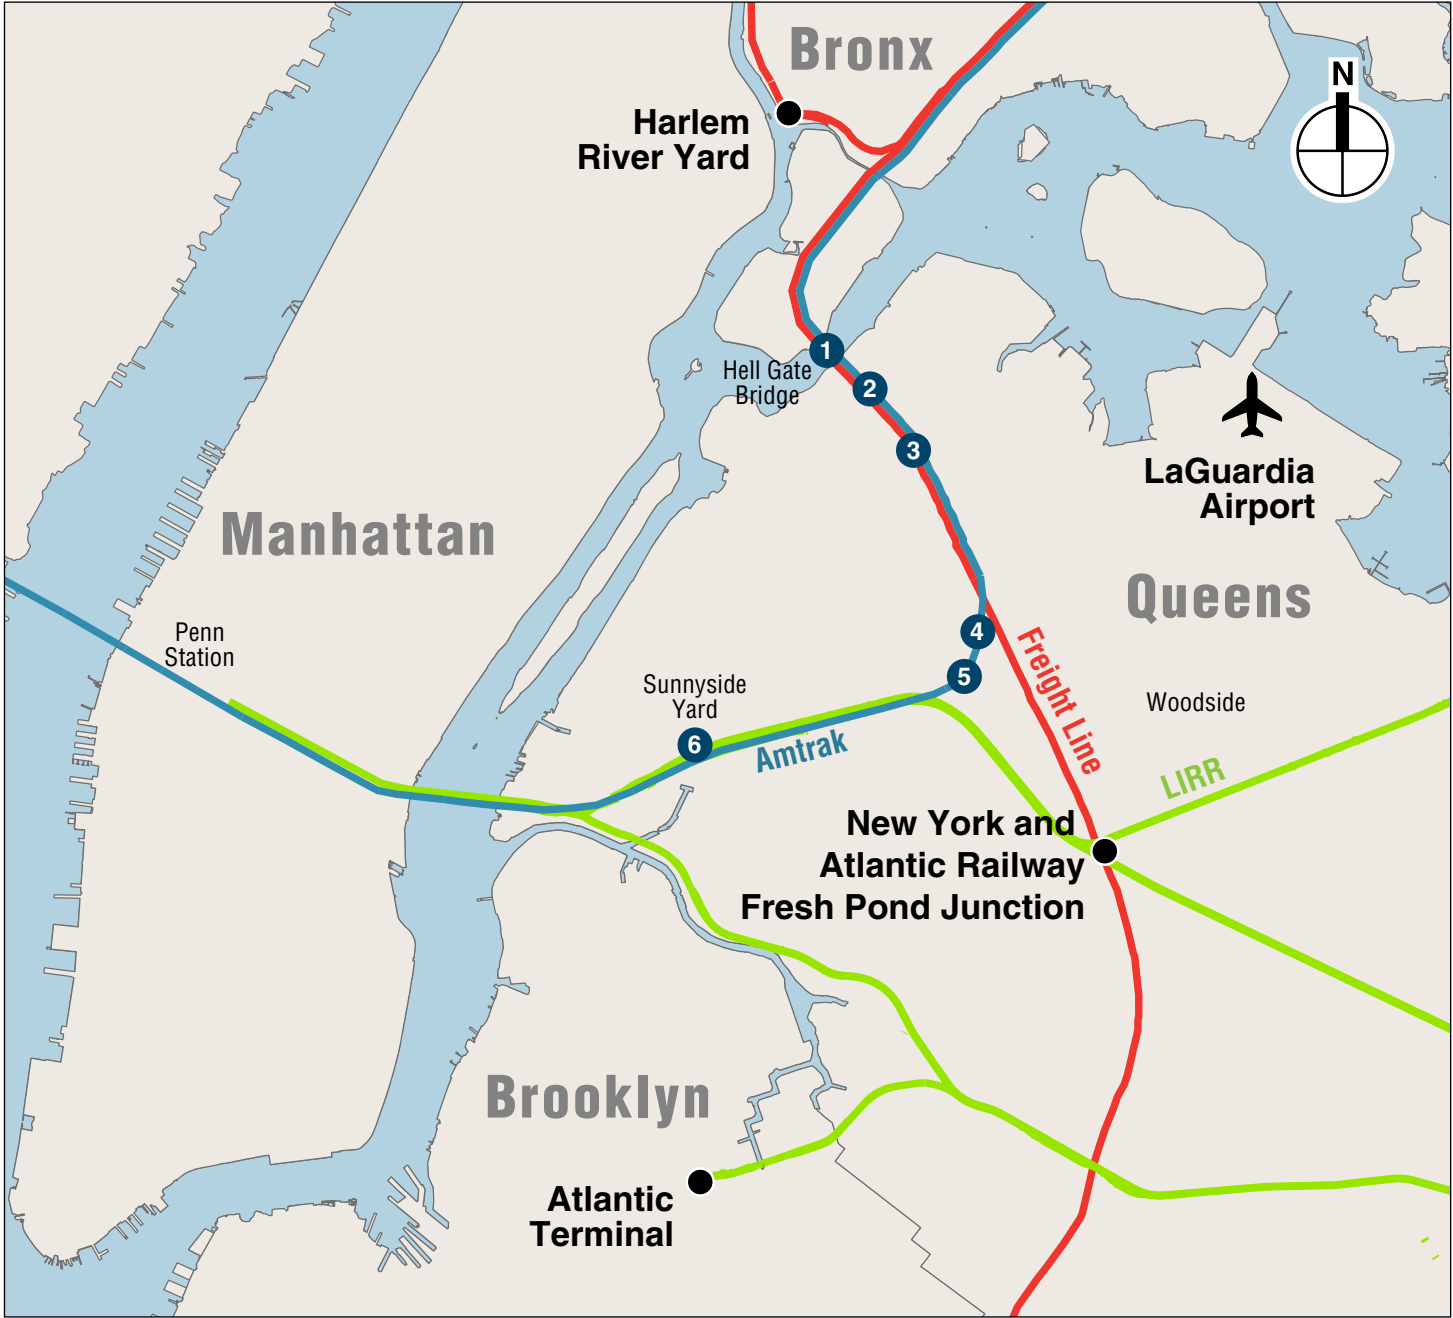 Bronx
N
Harlem
River Yard
1
Hell Gate
Bridge
2
3
LaGuardia
Airport
Manhattan
Queens
Penn
Station
4
Freight Line
5
Sunnyside
Yard
Woodside
6
Amtrak
LIRR
New York and
Atlantic Railway
Fresh Pond Junction
Brooklyn
Atlantic
Terminal